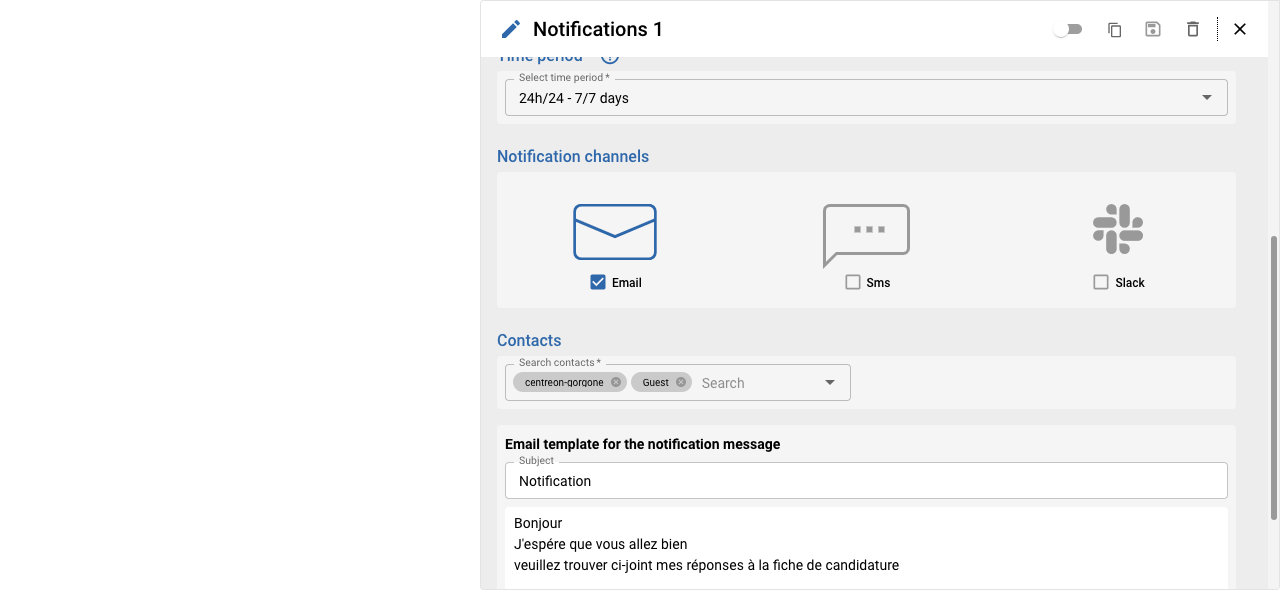 Notifications 1
Time period
Select time period *
24h/24 - 7/7 days
Notification channels
Email
Sms
Slack
Contacts
Search contacts *
centreon-gorgone
Guest
Search
Email template for the notification message
Subject
Notification
Bonjour
J'espére que vous allez bien
veuillez trouver ci-joint mes réponses à la fiche de candidature